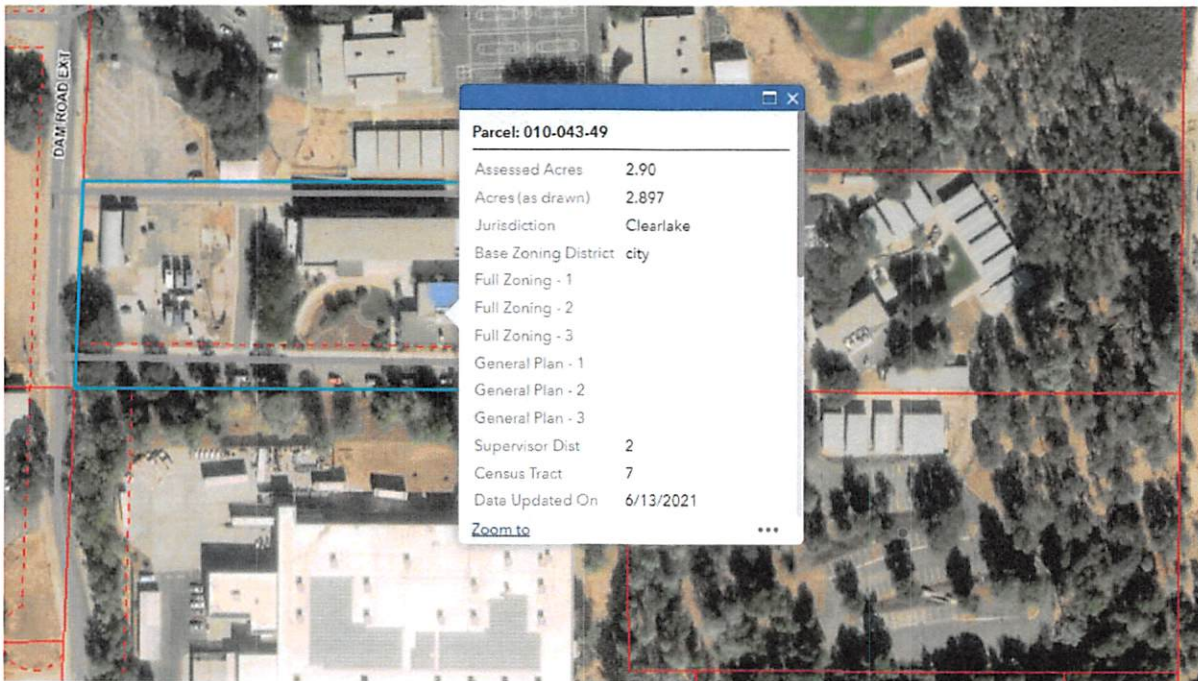 DAM ROAD EXT
Parcel: 010-043-49
Assessed Acres 2.90
Acres (as drawn) 2.897
Jurisdiction Clearlake
Base Zoning District city
Full Zoning - 1
Full Zoning - 2
Full Zoning - 3
General Plan - 1
General Plan - 2
General Plan - 3
Supervisor Dist 2
Census Tract 7
Data Updated On 6/13/2021
Zoom to